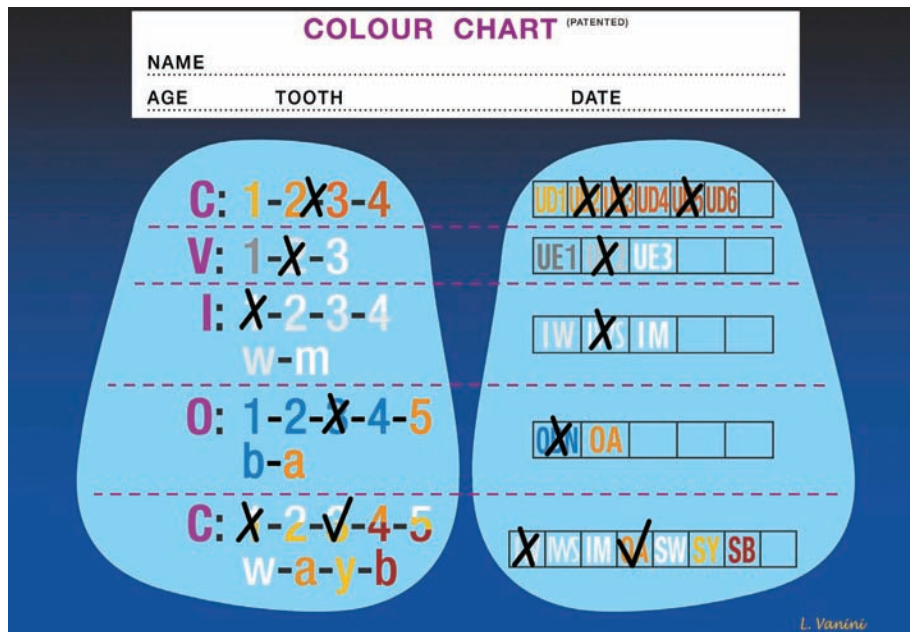 COLOUR CHART (PATENTED)
NAME
AGE TOOTH DATE
C: 1-2-3-4
UD1 UD4 UD6
V: 1- -3
UE1 UE3
I: -2-3-4
w-m
IW IM
O: 1-2- -4-5
b-a
OA
C: -2- -4-5
w-a-y-b
IWS IM SW SY SB
L. Vanini